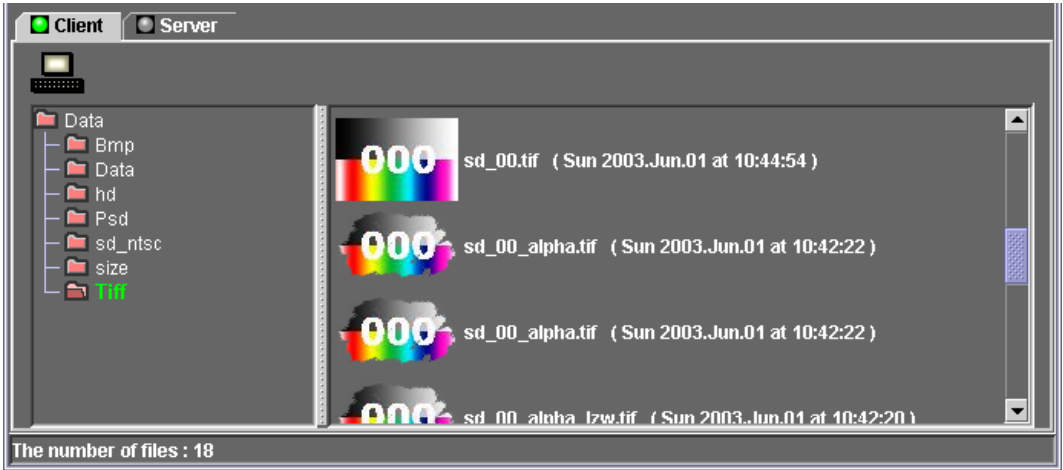 Client
Server
Data
Bmp
Data
hd
Psd
sd_ntsc
size
Tiff
000
sd_00.tif ( Sun 2003.Jun.01 at 10:44:54 )
000
sd_00_alpha.tif ( Sun 2003.Jun.01 at 10:42:22 )
000
sd_00_alpha.tif ( Sun 2003.Jun.01 at 10:42:22 )
000
sd_00_alpha_lzw.tif ( Sun 2003.Jun.01 at 10:42:20 )
The number of files : 18